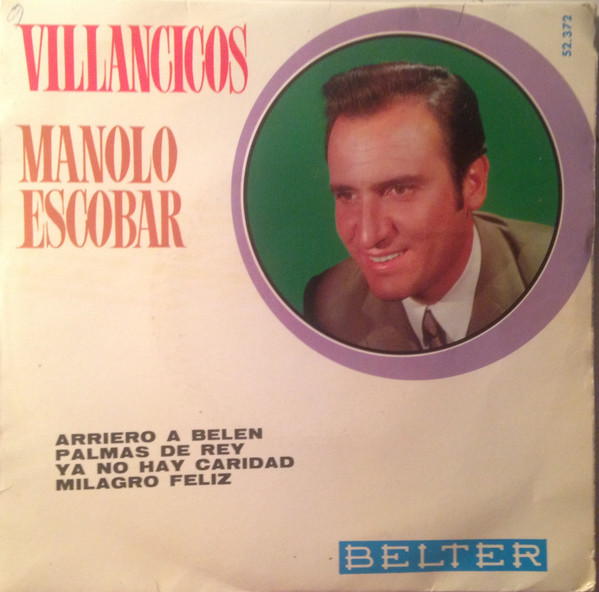 VILLANCICOS
52.372
MANOLO
ESCOBAR
ARRIERO A BELEN
PALMAS DE REY
YA NO HAY CARIDAD
MILAGRO FELIZ
BELTER